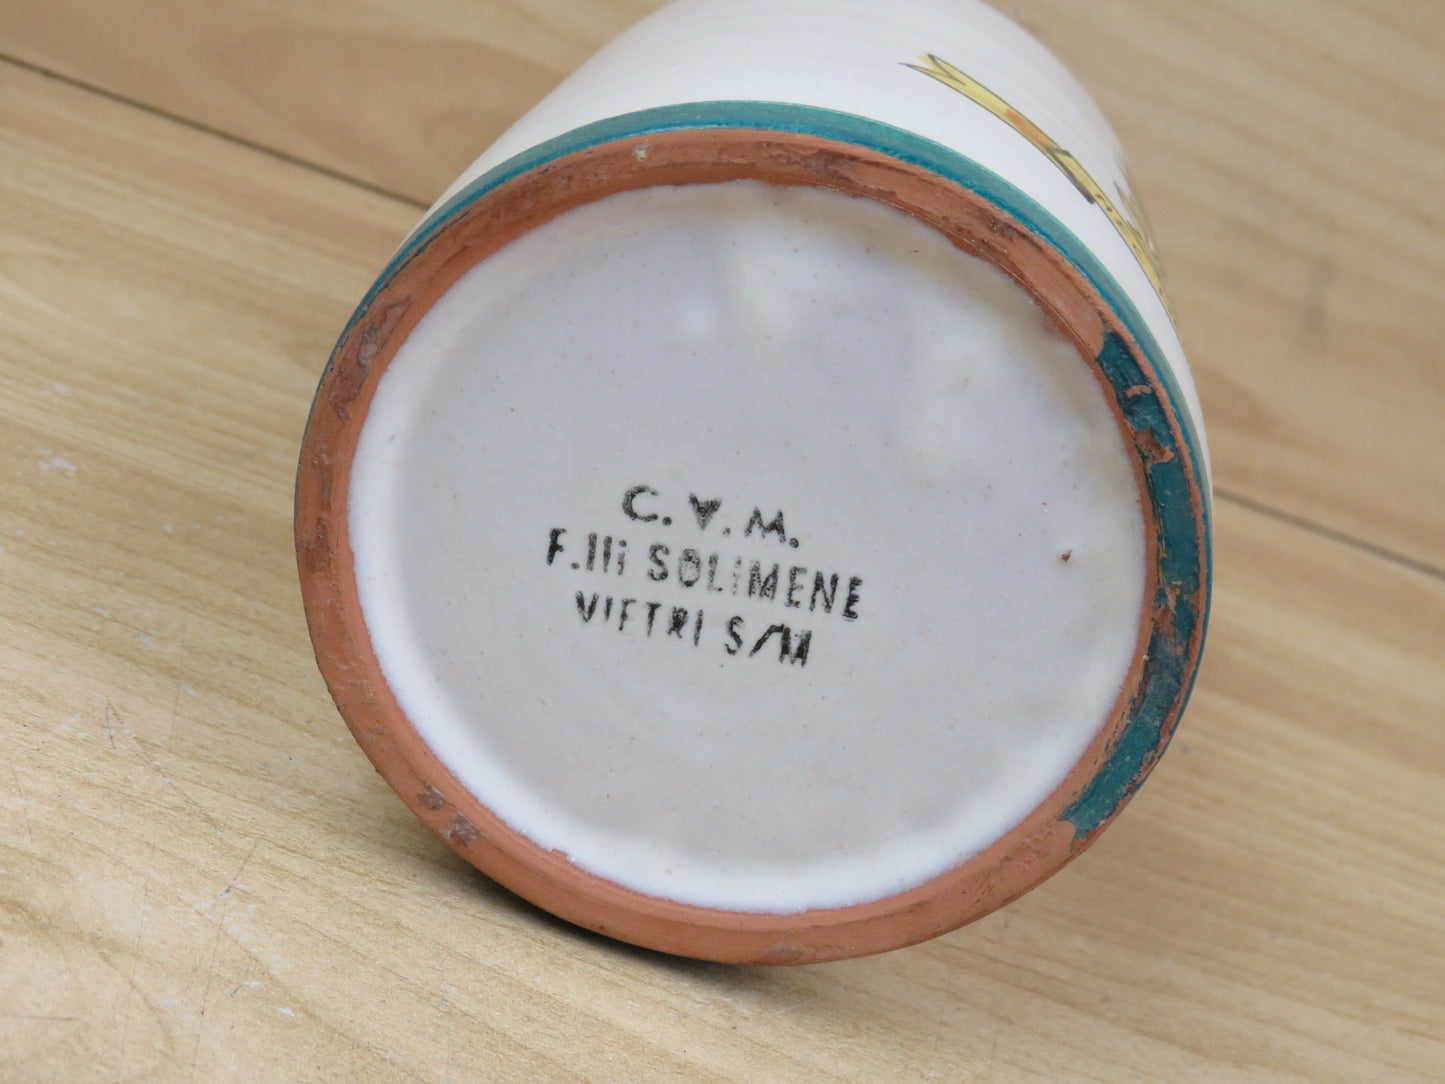 C.V.M.
F.lli SOLIMENE
VIETRI S/M